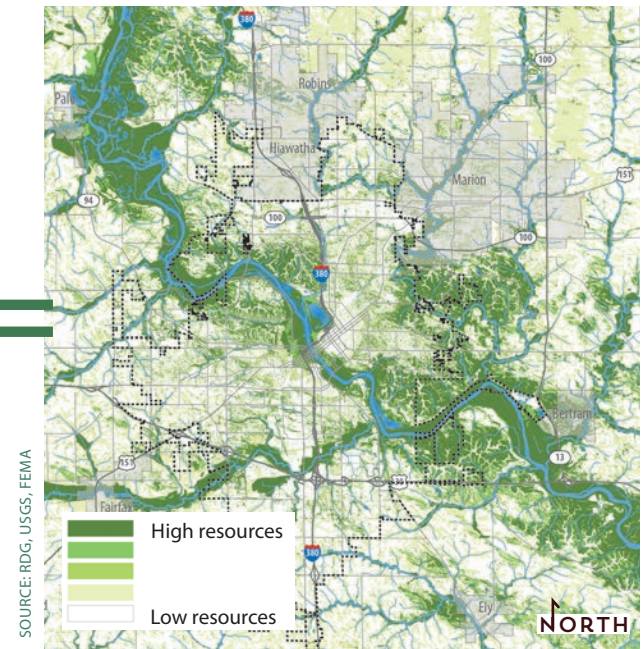 380
100
Robins
Palo
Hiawatha
Marion
151
94
100
100
380
Bertram
13
151
30
Fairfax
High resources
Low resources
380
Ely
NORTH
SOURCE: RDG, USGS, FEMA